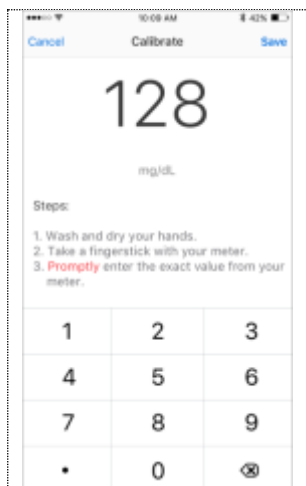 10:09 AM 42%
Cancel Calibrate Save
128
mg/dL
Steps:
1. Wash and dry your hands.
2. Take a fingerstick with your meter.
3. Promptly enter the exact value from your
meter.
1 2 3
4 5 6
7 8 9
. 0